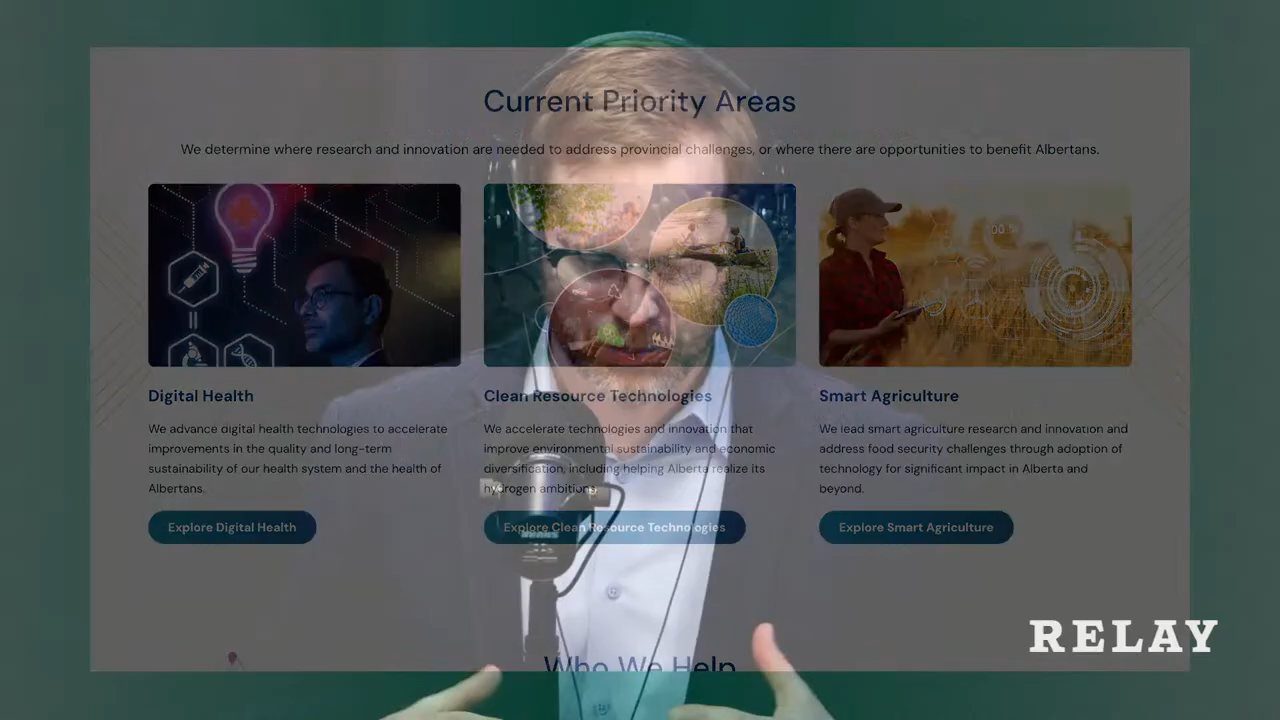 Current Priority Areas
We determine where research and innovation are needed to address provincial challenges, or where there are opportunities to benefit Albertans.
00 %
Digital Health
We advance digital health technologies to accelerate
improvements in the quality and long-term
sustainability of our health system and the health of
Albertans.
Explore Digital Health
Clean Resource Technologies
We accelerate technologies and innovation that
improve environmental sustainability and economic
diversification, including helping Alberta realize its
hydrogen ambitions.
Explore Clean Resource Technologies
Smart Agriculture
We lead smart agriculture research and innovation and
address food security challenges through adoption of
technology for significant impact in Alberta and
beyond.
Explore Smart Agriculture
Who We Help
RELAY